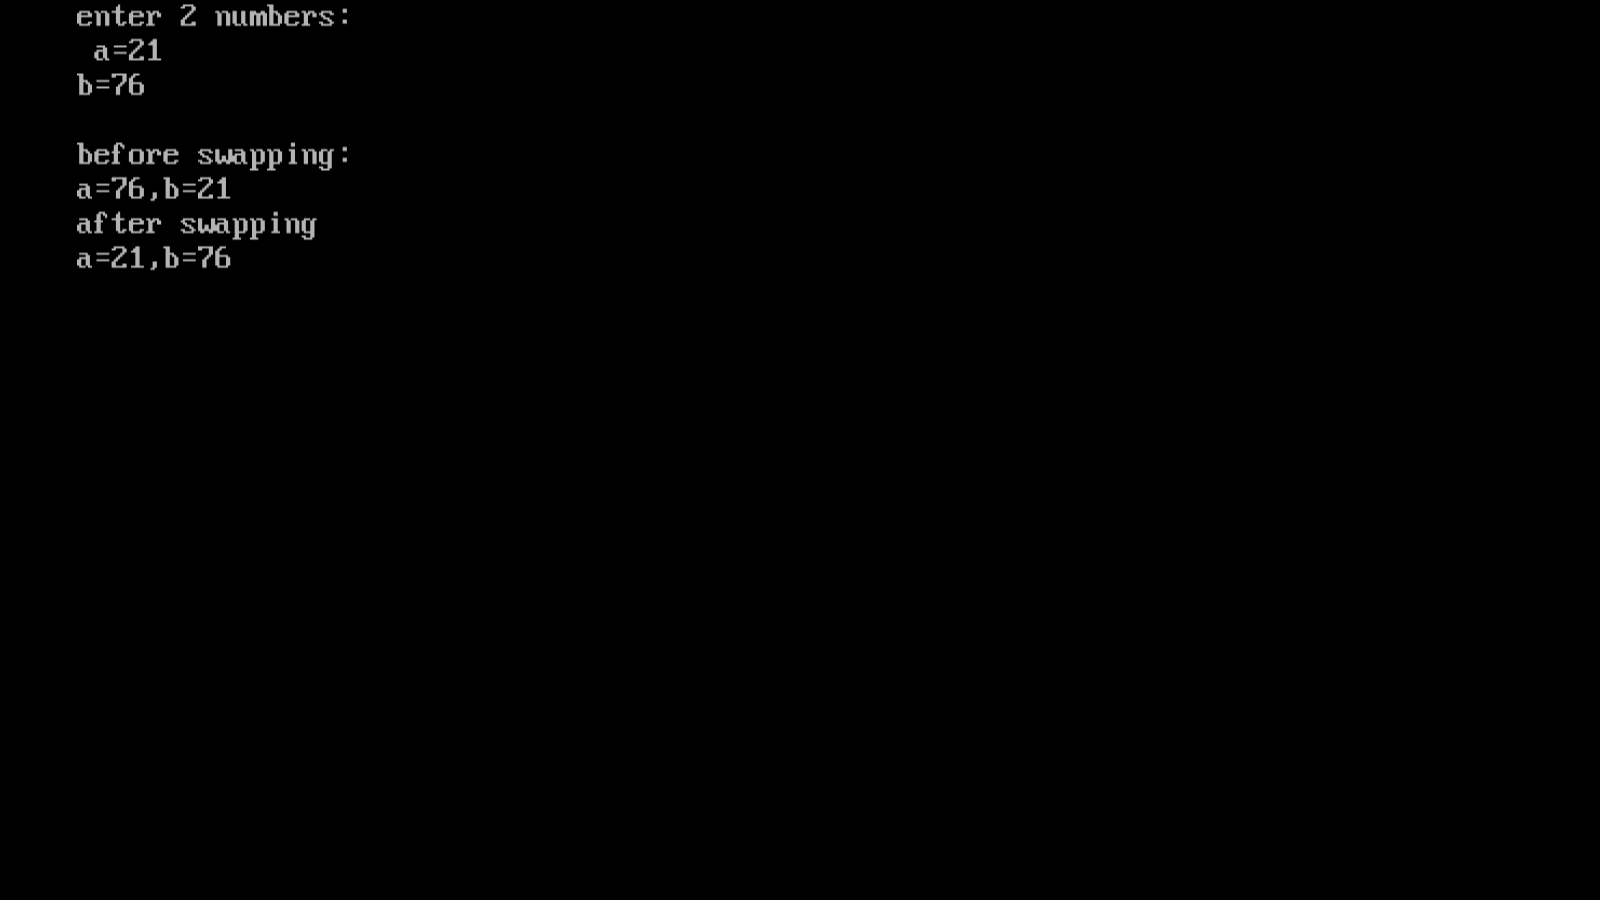 enter 2 numbers:
a=21
b=76
before swapping:
a=76,b=21
after swapping
a=21,b=76